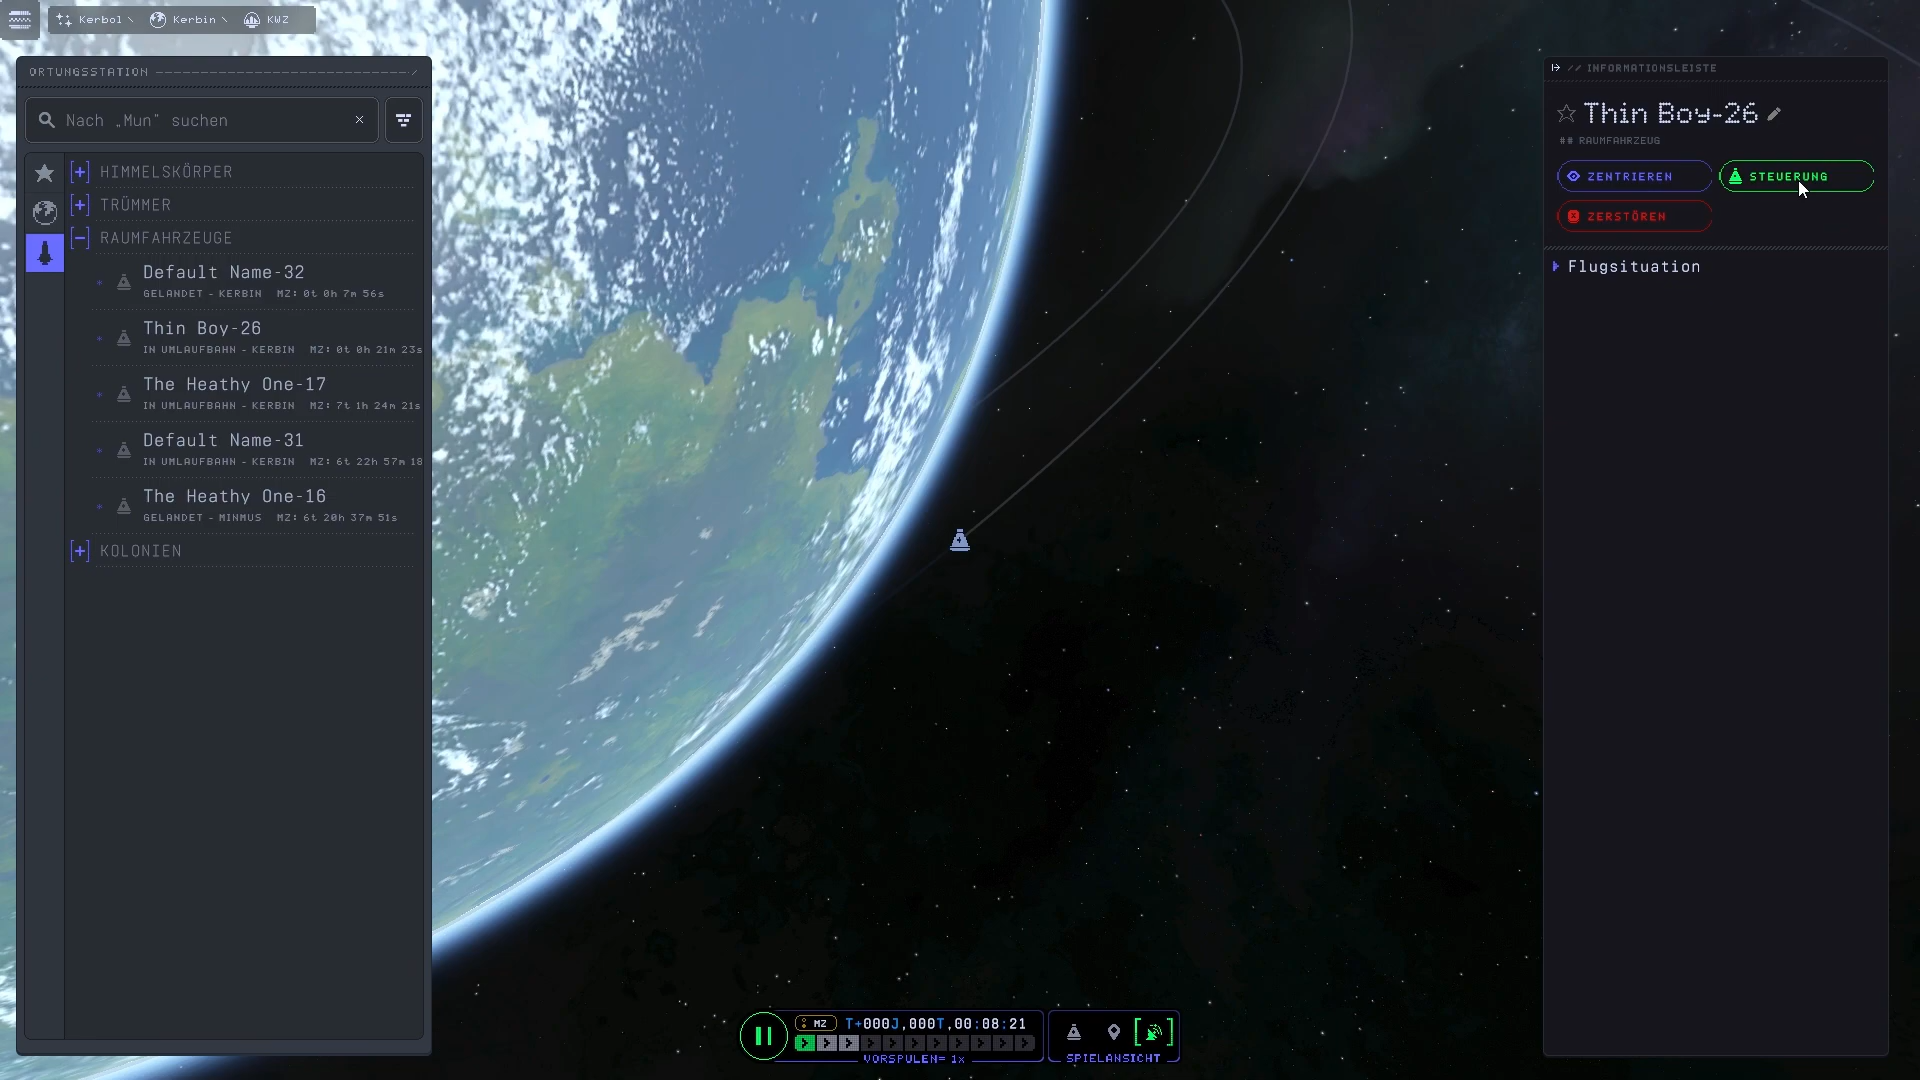 Kerbol \ Kerbin \ KWZ
ORTUNGSSTATION
Nach „Mun“ suchen
[+] HIMMELSKÖRPER
[+] TRÜMMER
[–] RAUMFAHRZEUGE
Default Name-32
GELANDET - KERBIN MZ: 0t 0h 7m 56s
Thin Boy-26
IN UMLAUFBAHN - KERBIN MZ: 0t 0h 21m 23s
The Heathy One-17
IN UMLAUFBAHN - KERBIN MZ: 7t 1h 24m 21s
Default Name-31
IN UMLAUFBAHN - KERBIN MZ: 6t 22h 57m 18
The Heathy One-16
GELANDET - MINMUS MZ: 6t 20h 37m 51s
[+] KOLONIEN
// INFORMATIONSLEISTE
Thin Boy-26
## RAUMFAHRZEUG
ZENTRIEREN
STEUERUNG
ZERSTÖREN
Flugsituation
MZ T+000J,000T,00:08:21
VORSPULEN= 1x
SPIELANSICHT